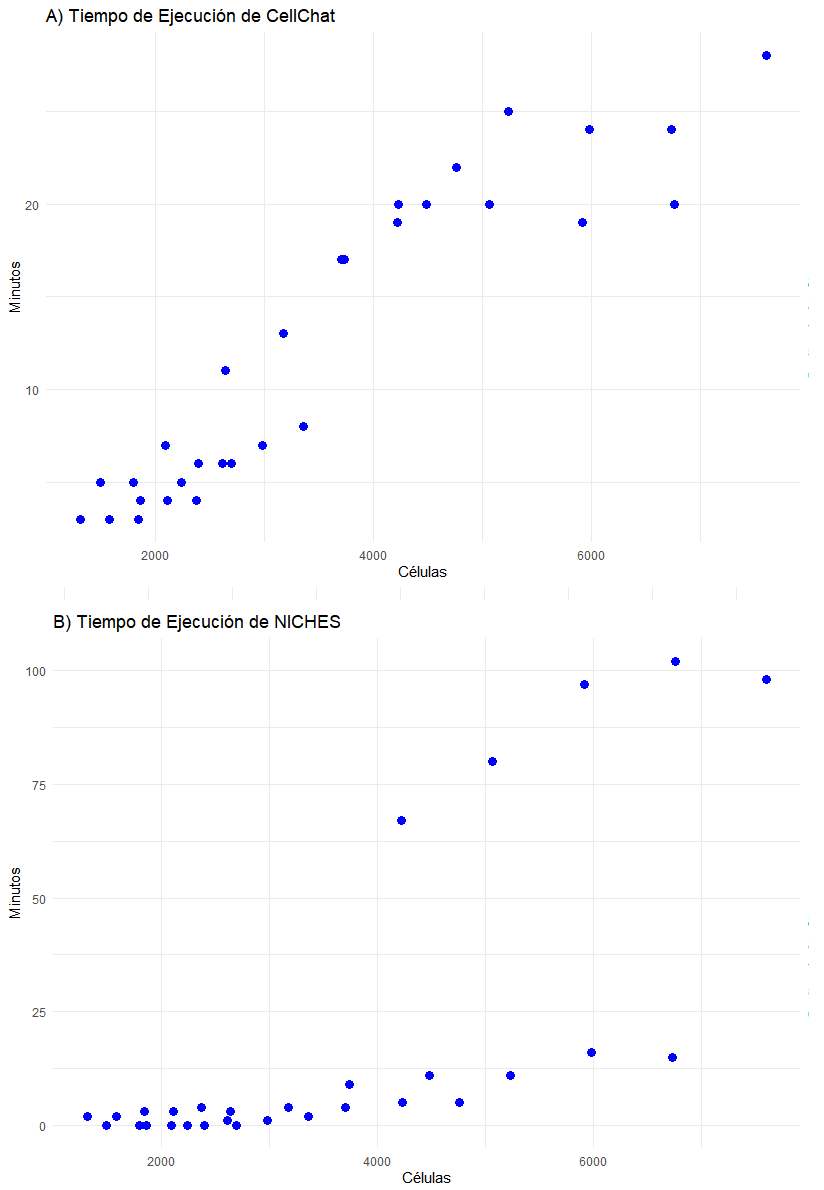 A) Tiempo de Ejecución de CellChat
20
10
Minutos
2000 4000 6000
Células
B) Tiempo de Ejecución de NICHES
100
75
50
25
0
Minutos
2000 4000 6000
Células